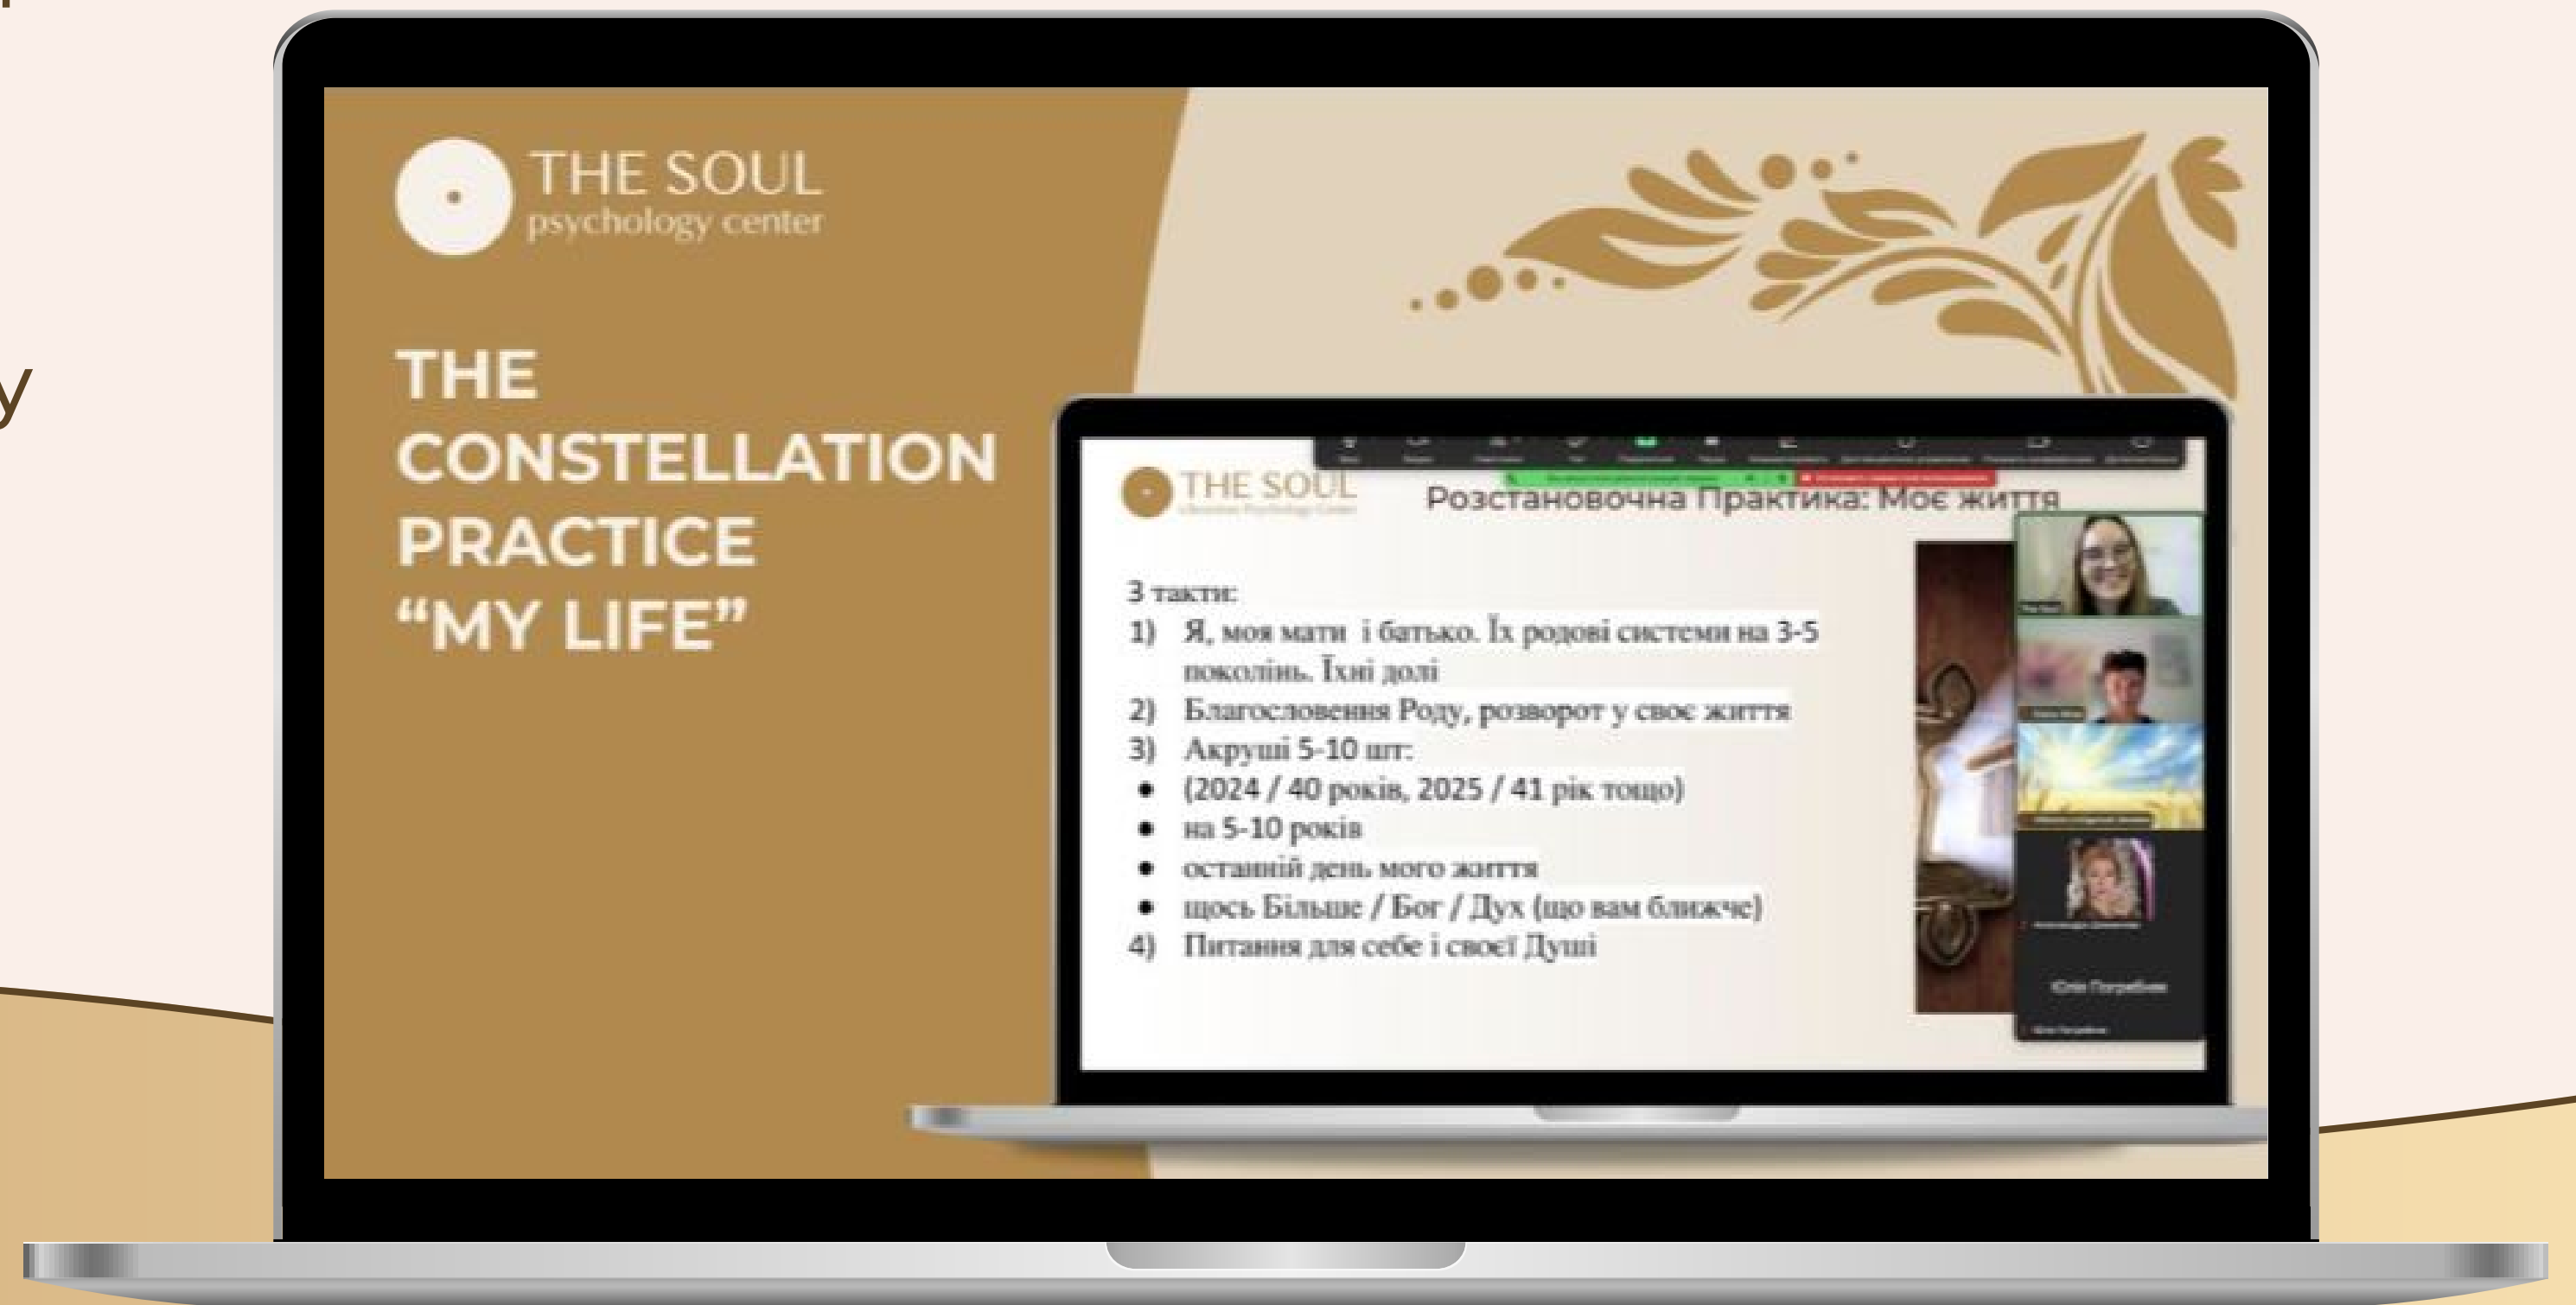 y
THE SOUL
psychology center
THE
CONSTELLATION
PRACTICE
“MY LIFE”
THE SOUL
Psychology Center
Розстановочна Практика: Моє життя
3 такти:
1) Я, моя мати і батько. Їх родові системи на 3-5
поколінь. Їхні долі
2) Благословення Роду, розворот у своє життя
3) Акруші 5-10 шт:
● (2024 / 40 років, 2025 / 41 рік тощо)
● на 5-10 років
● останній день мого життя
● щось Більше / Бог / Дух (що вам ближче)
4) Питання для себе і своєї Душі
Юлія Погребняк